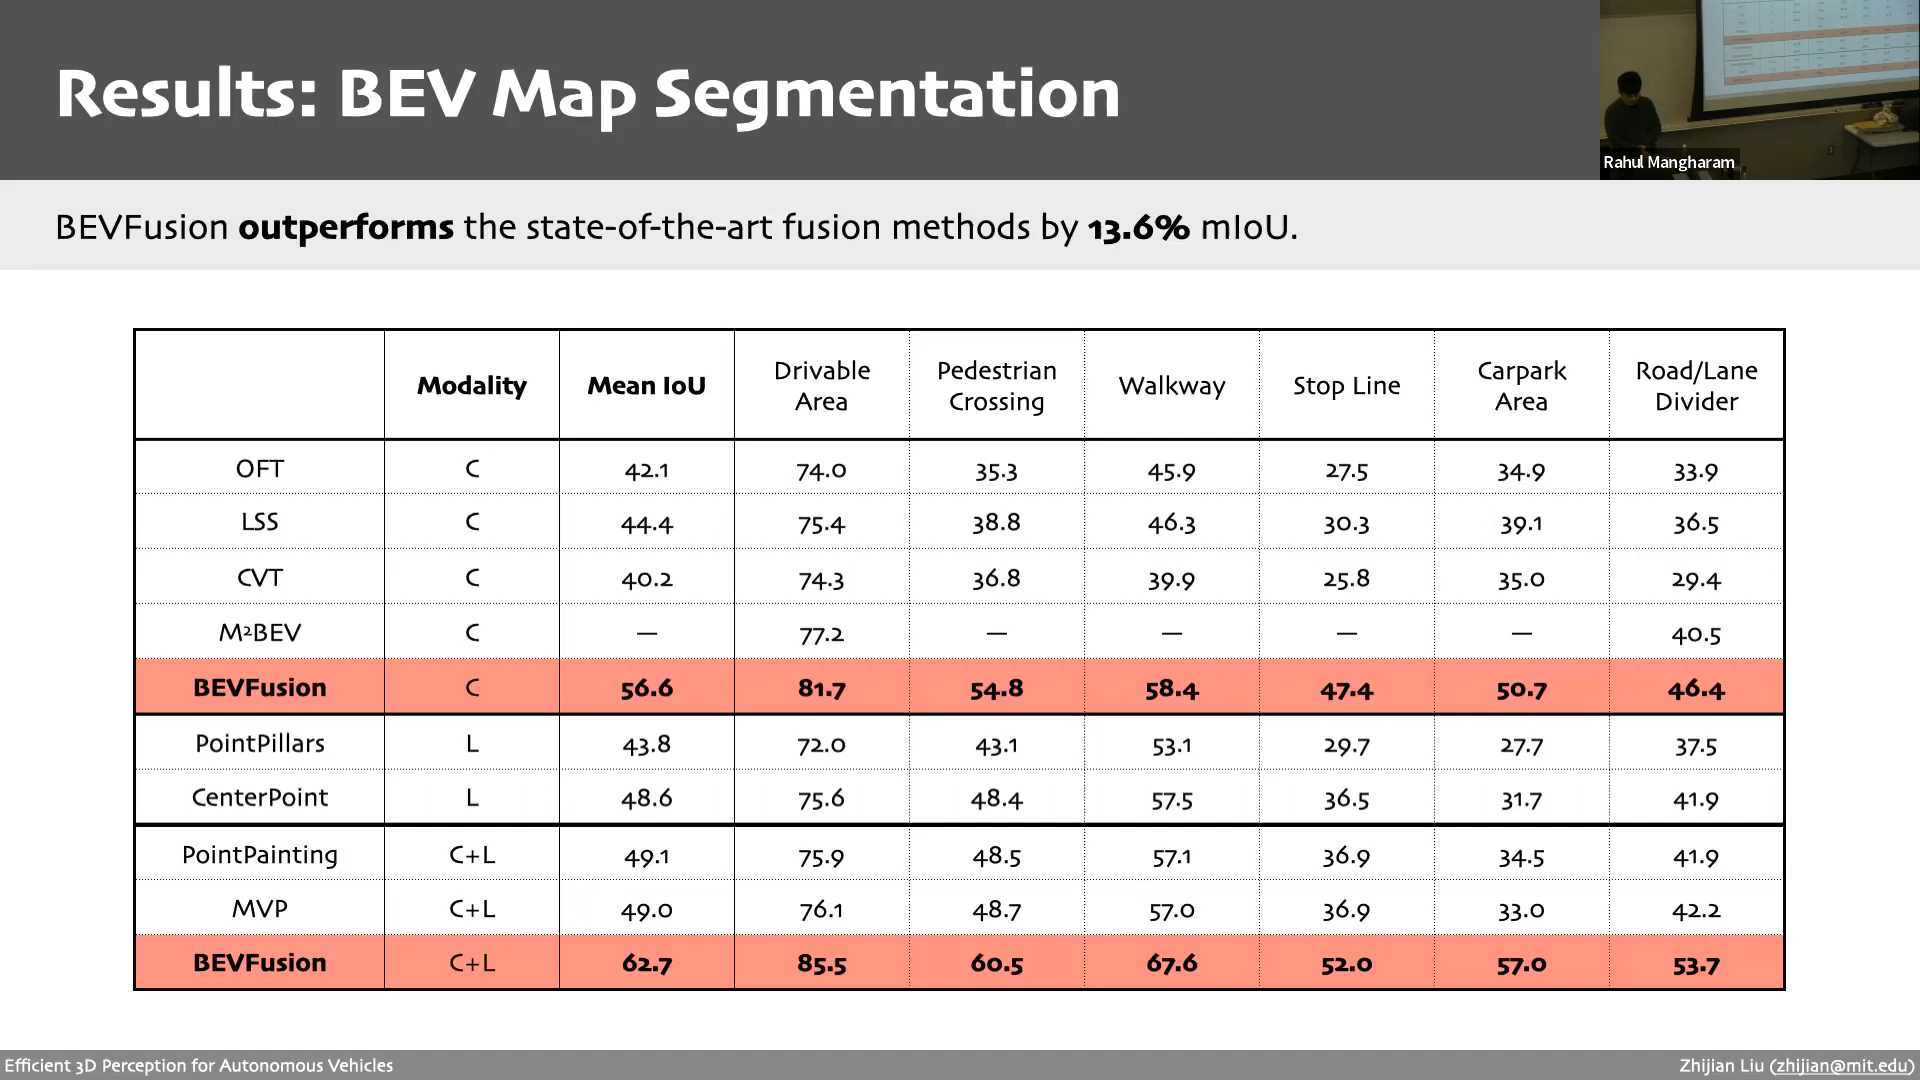 Results: BEV Map Segmentation
Rahul Mangharam
BEVFusion outperforms the state-of-the-art fusion methods by 13.6% mIoU.
Modality Mean IoU Drivable Area Pedestrian Crossing Walkway Stop Line Carpark Area Road/Lane Divider
OFT C 42.1 74.0 35.3 45.9 27.5 34.9 33.9
LSS C 44.4 75.4 38.8 46.3 30.3 39.1 36.5
CVT C 40.2 74.3 36.8 39.9 25.8 35.0 29.4
M²BEV C — 77.2 — — — — 40.5
BEVFusion C 56.6 81.7 54.8 58.4 47.4 50.7 46.4
PointPillars L 43.8 72.0 43.1 53.1 29.7 27.7 37.5
CenterPoint L 48.6 75.6 48.4 57.5 36.5 31.7 41.9
PointPainting C+L 49.1 75.9 48.5 57.1 36.9 34.5 41.9
MVP C+L 49.0 76.1 48.7 57.0 36.9 33.0 42.2
BEVFusion C+L 62.7 85.5 60.5 67.6 52.0 57.0 53.7
Efficient 3D Perception for Autonomous Vehicles
Zhijian Liu (zhijian@mit.edu)